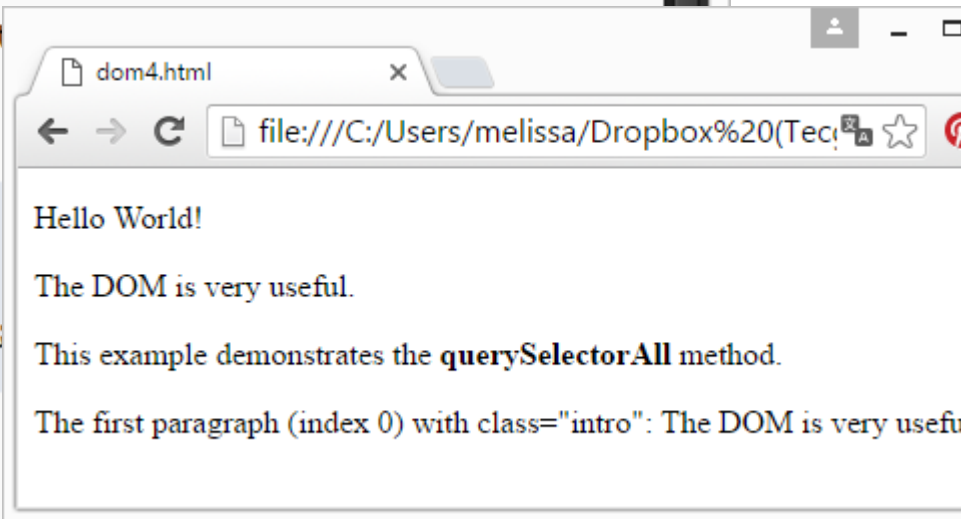 dom4.html
file:///C:/Users/melissa/Dropbox%20(Tec
Hello World!
The DOM is very useful.
This example demonstrates the querySelectorAll method.
The first paragraph (index 0) with class="intro": The DOM is very usefu